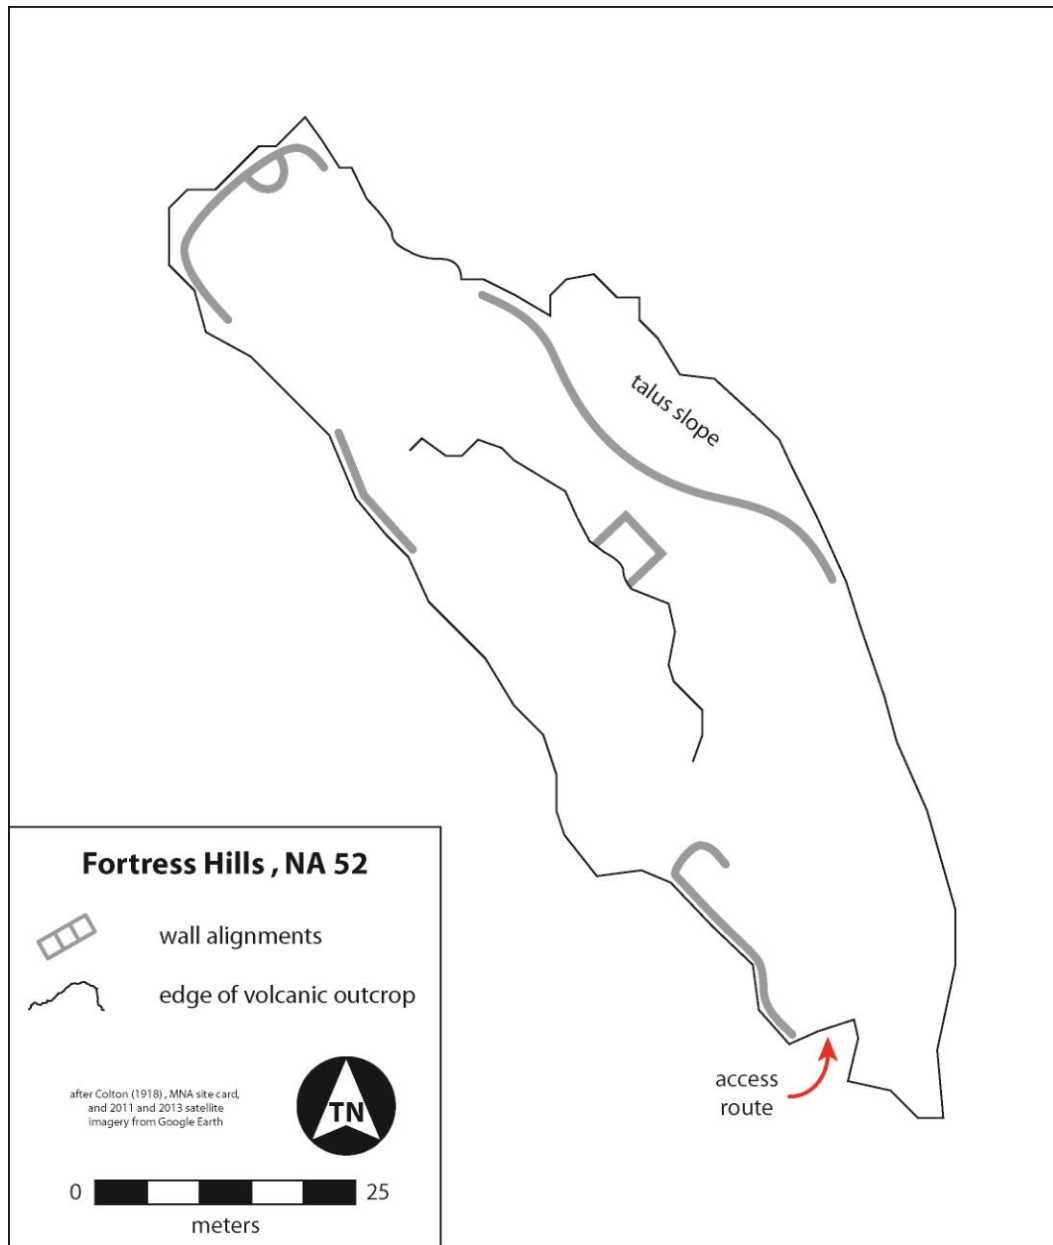 talus slope
Fortress Hills , NA 52
wall alignments
edge of volcanic outcrop
after Colton (1918) , MNA site card,
and 2011 and 2013 satellite
imagery from Google Earth
TN
0
25
meters
access
route